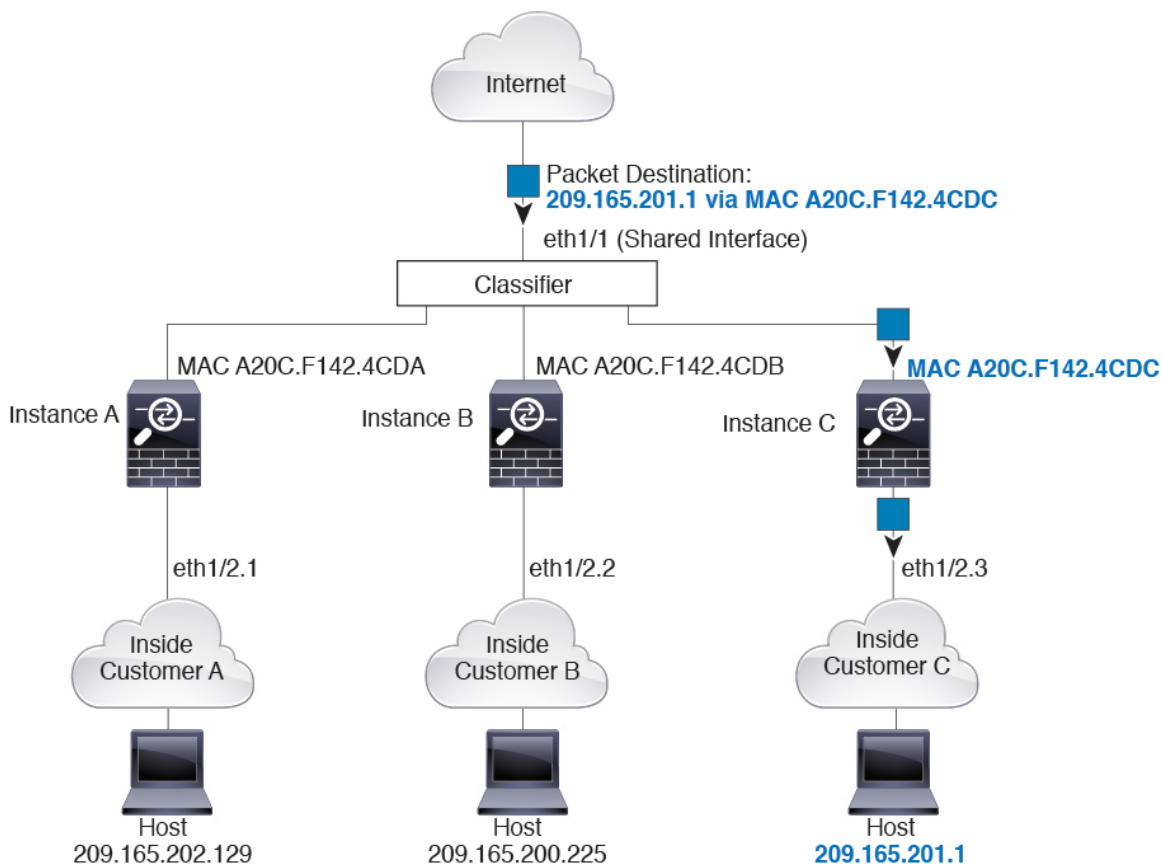 Internet
Packet Destination:
209.165.201.1 via MAC A20C.F142.4CDC
eth1/1 (Shared Interface)
Classifier
MAC A20C.F142.4CDA
MAC A20C.F142.4CDB
MAC A20C.F142.4CDC
Instance A
Instance B
Instance C
eth1/2.1
eth1/2.2
eth1/2.3
Inside
Customer A
Inside
Customer B
Inside
Customer C
Host
209.165.202.129
Host
209.165.200.225
Host
209.165.201.1